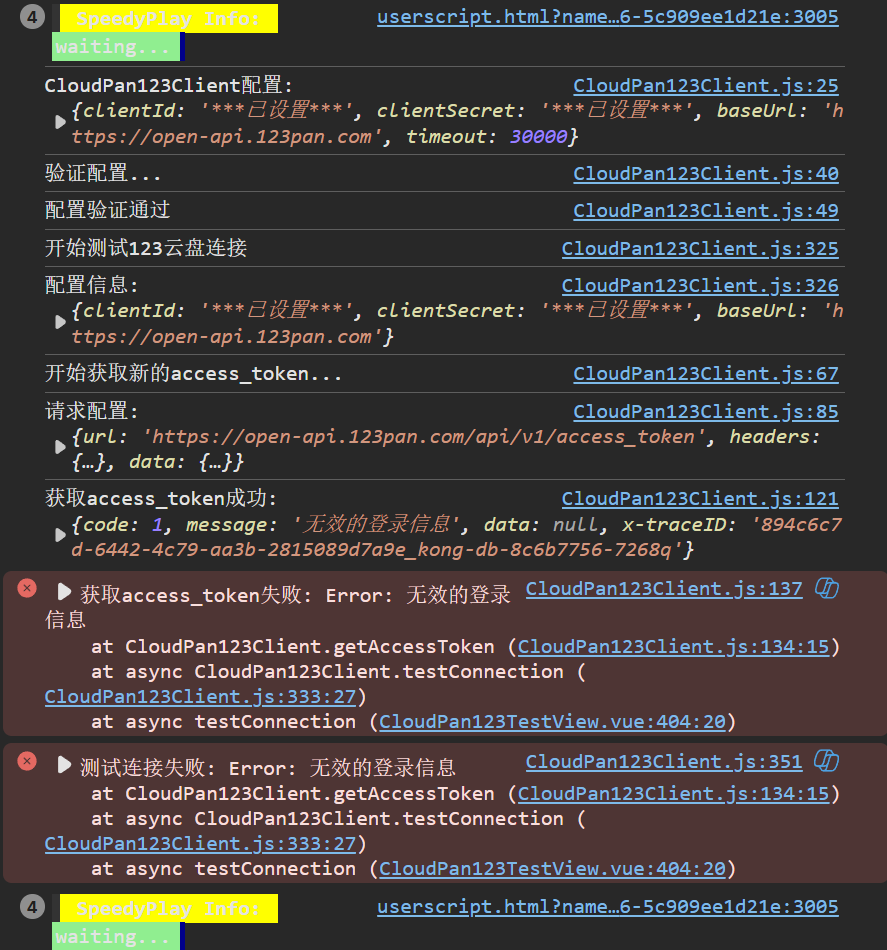 4 SpeedyPlay Info: userscript.html?name…6-5c909ee1d21e:3005
waiting...
CloudPan123Client配置: CloudPan123Client.js:25
{clientId: '***已设置***', clientSecret: '***已设置***', baseUrl: 'h
ttps://open-api.123pan.com', timeout: 30000}
验证配置... CloudPan123Client.js:40
配置验证通过 CloudPan123Client.js:49
开始测试123云盘连接 CloudPan123Client.js:325
配置信息: CloudPan123Client.js:326
{clientId: '***已设置***', clientSecret: '***已设置***', baseUrl: 'h
ttps://open-api.123pan.com'}
开始获取新的access_token... CloudPan123Client.js:67
请求配置: CloudPan123Client.js:85
{url: 'https://open-api.123pan.com/api/v1/access_token', headers:
{…}, data: {…}}
获取access_token成功: CloudPan123Client.js:121
{code: 1, message: '无效的登录信息', data: null, x-traceID: '894c6c7
d-6442-4c79-aa3b-2815089d7a9e_kong-db-8c6b7756-7268q'}
获取access_token失败: Error: 无效的登录 CloudPan123Client.js:137
信息
at CloudPan123Client.getAccessToken (CloudPan123Client.js:134:15)
at async CloudPan123Client.testConnection (
CloudPan123Client.js:333:27)
at async testConnection (CloudPan123TestView.vue:404:20)
测试连接失败: Error: 无效的登录信息 CloudPan123Client.js:351
at CloudPan123Client.getAccessToken (CloudPan123Client.js:134:15)
at async CloudPan123Client.testConnection (
CloudPan123Client.js:333:27)
at async testConnection (CloudPan123TestView.vue:404:20)
4 SpeedyPlay Info: userscript.html?name…6-5c909ee1d21e:3005
waiting...